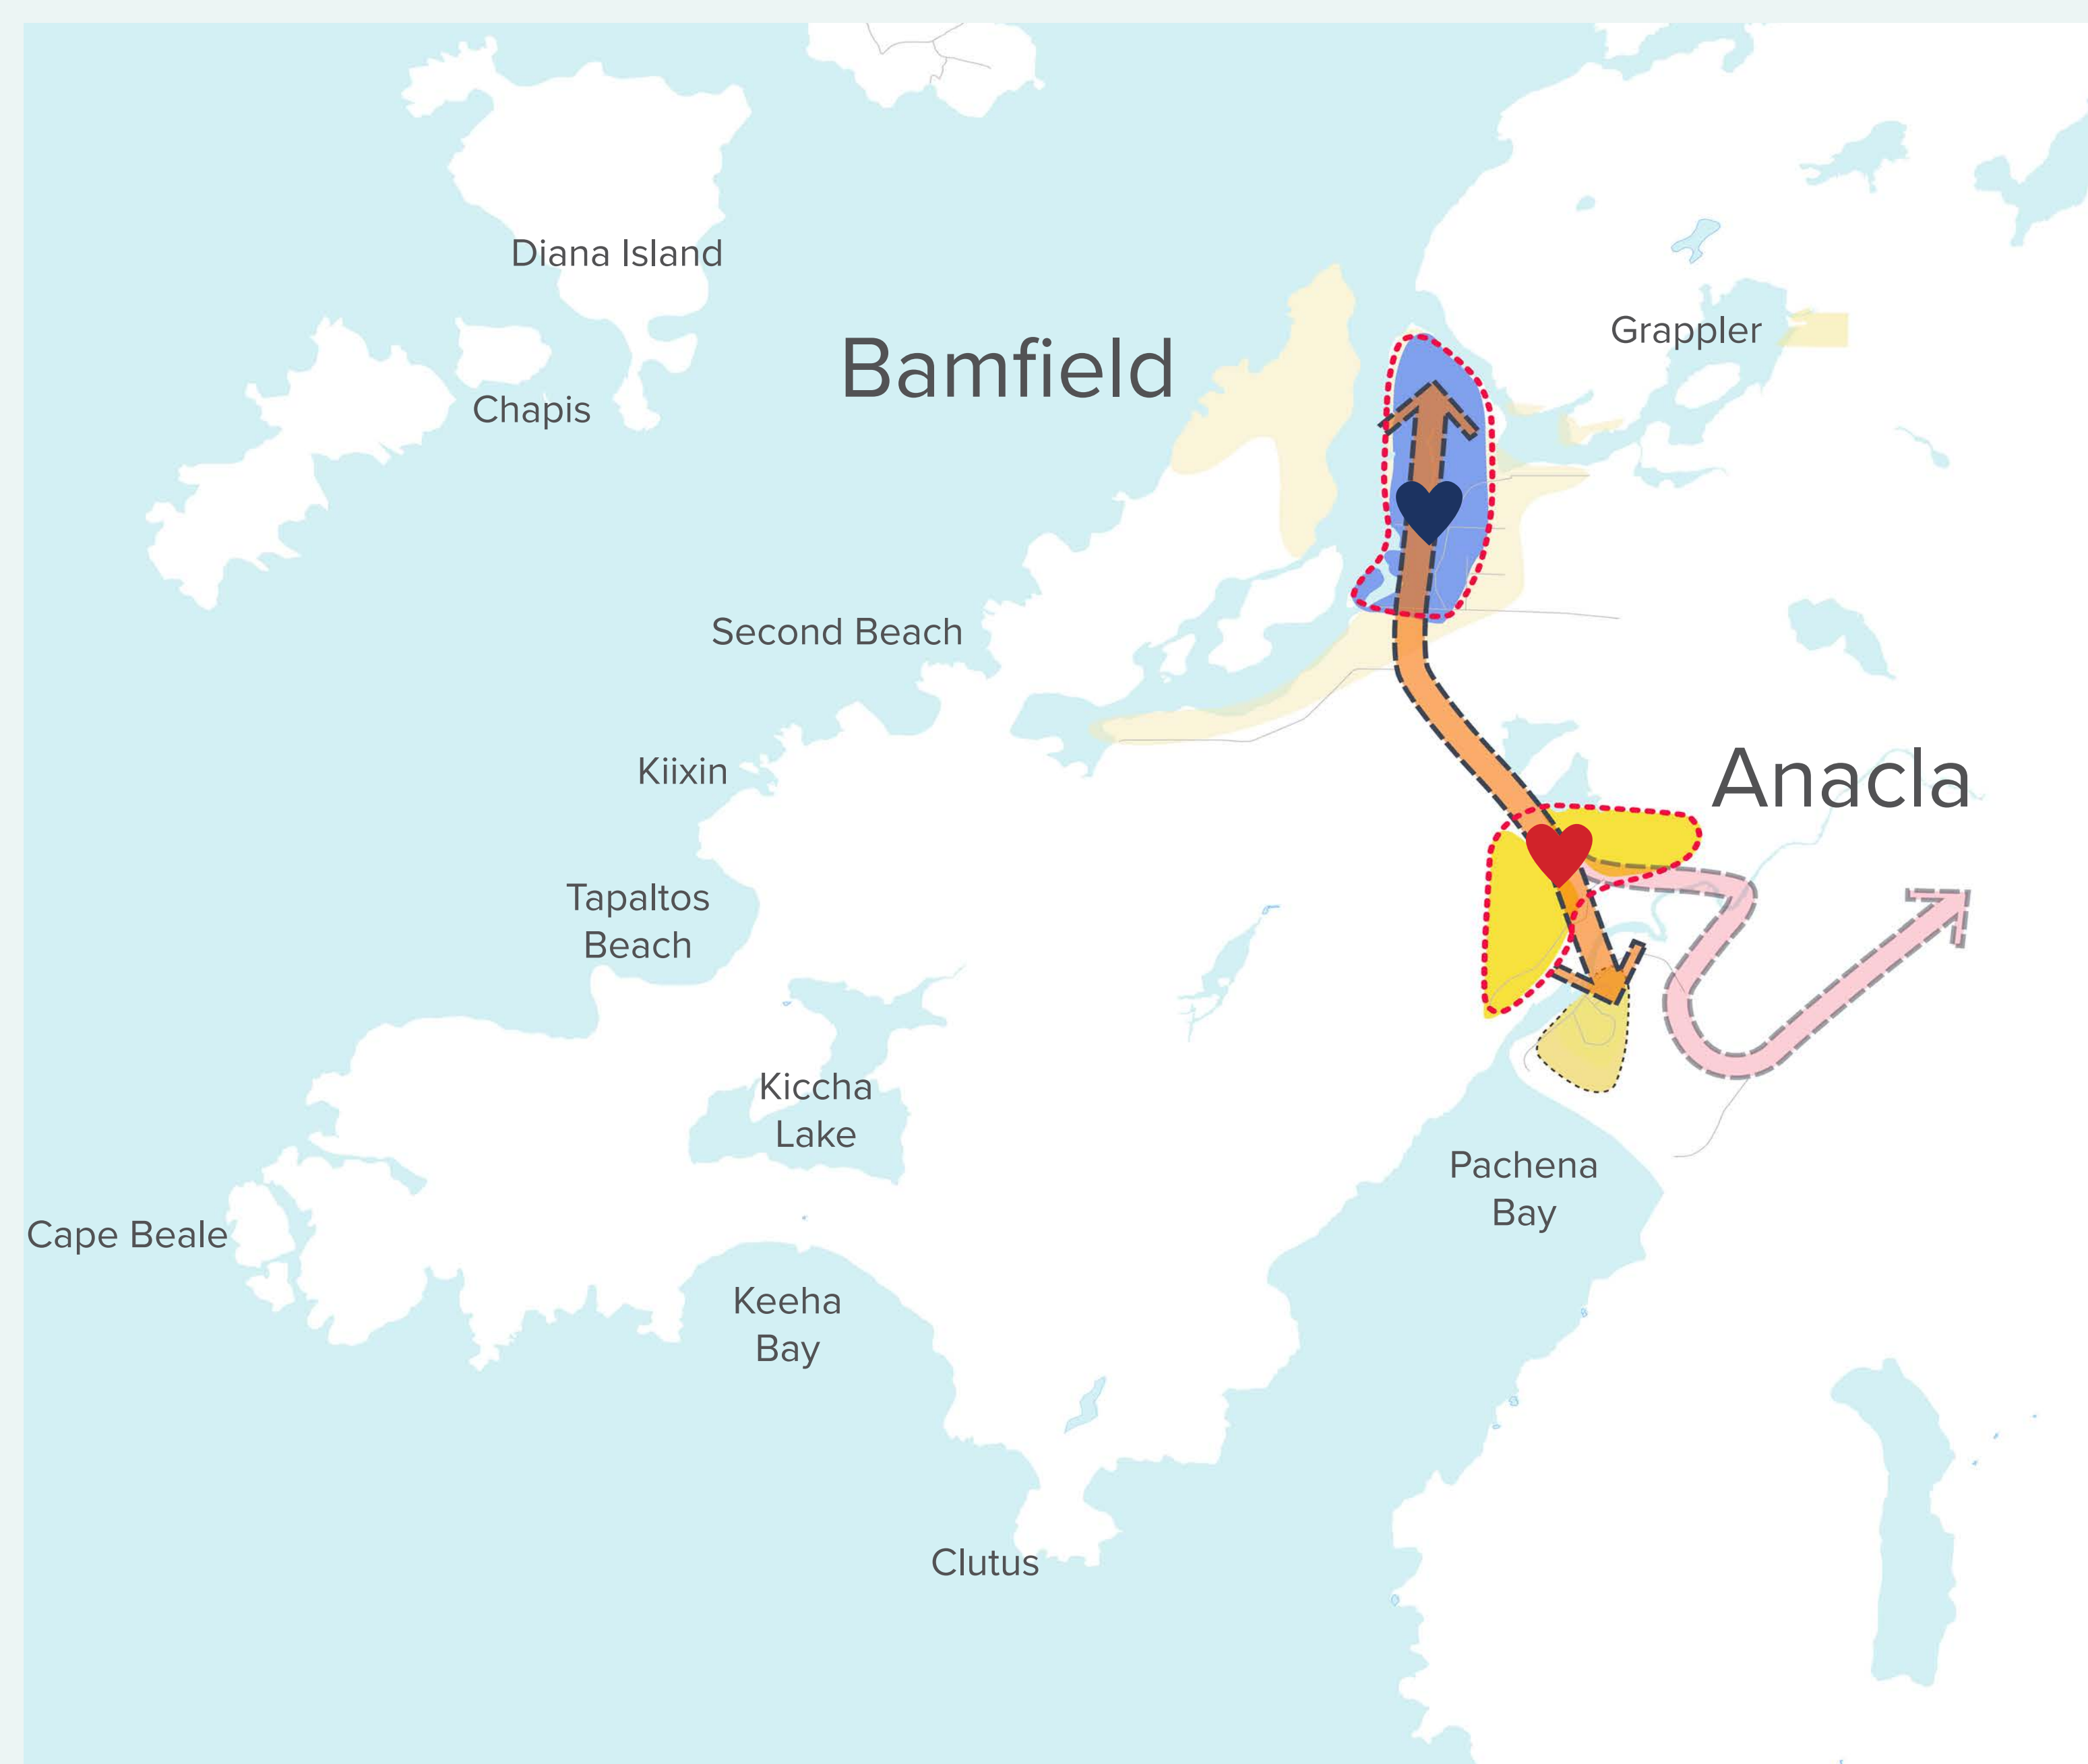 Diana Island
Grappler
Bamfield
Chapis
Second Beach
Kiixin
Anacla
Tapaltos
Beach
Kiccha
Lake
Pachena
Bay
Cape Beale
Keeha
Bay
Clutus